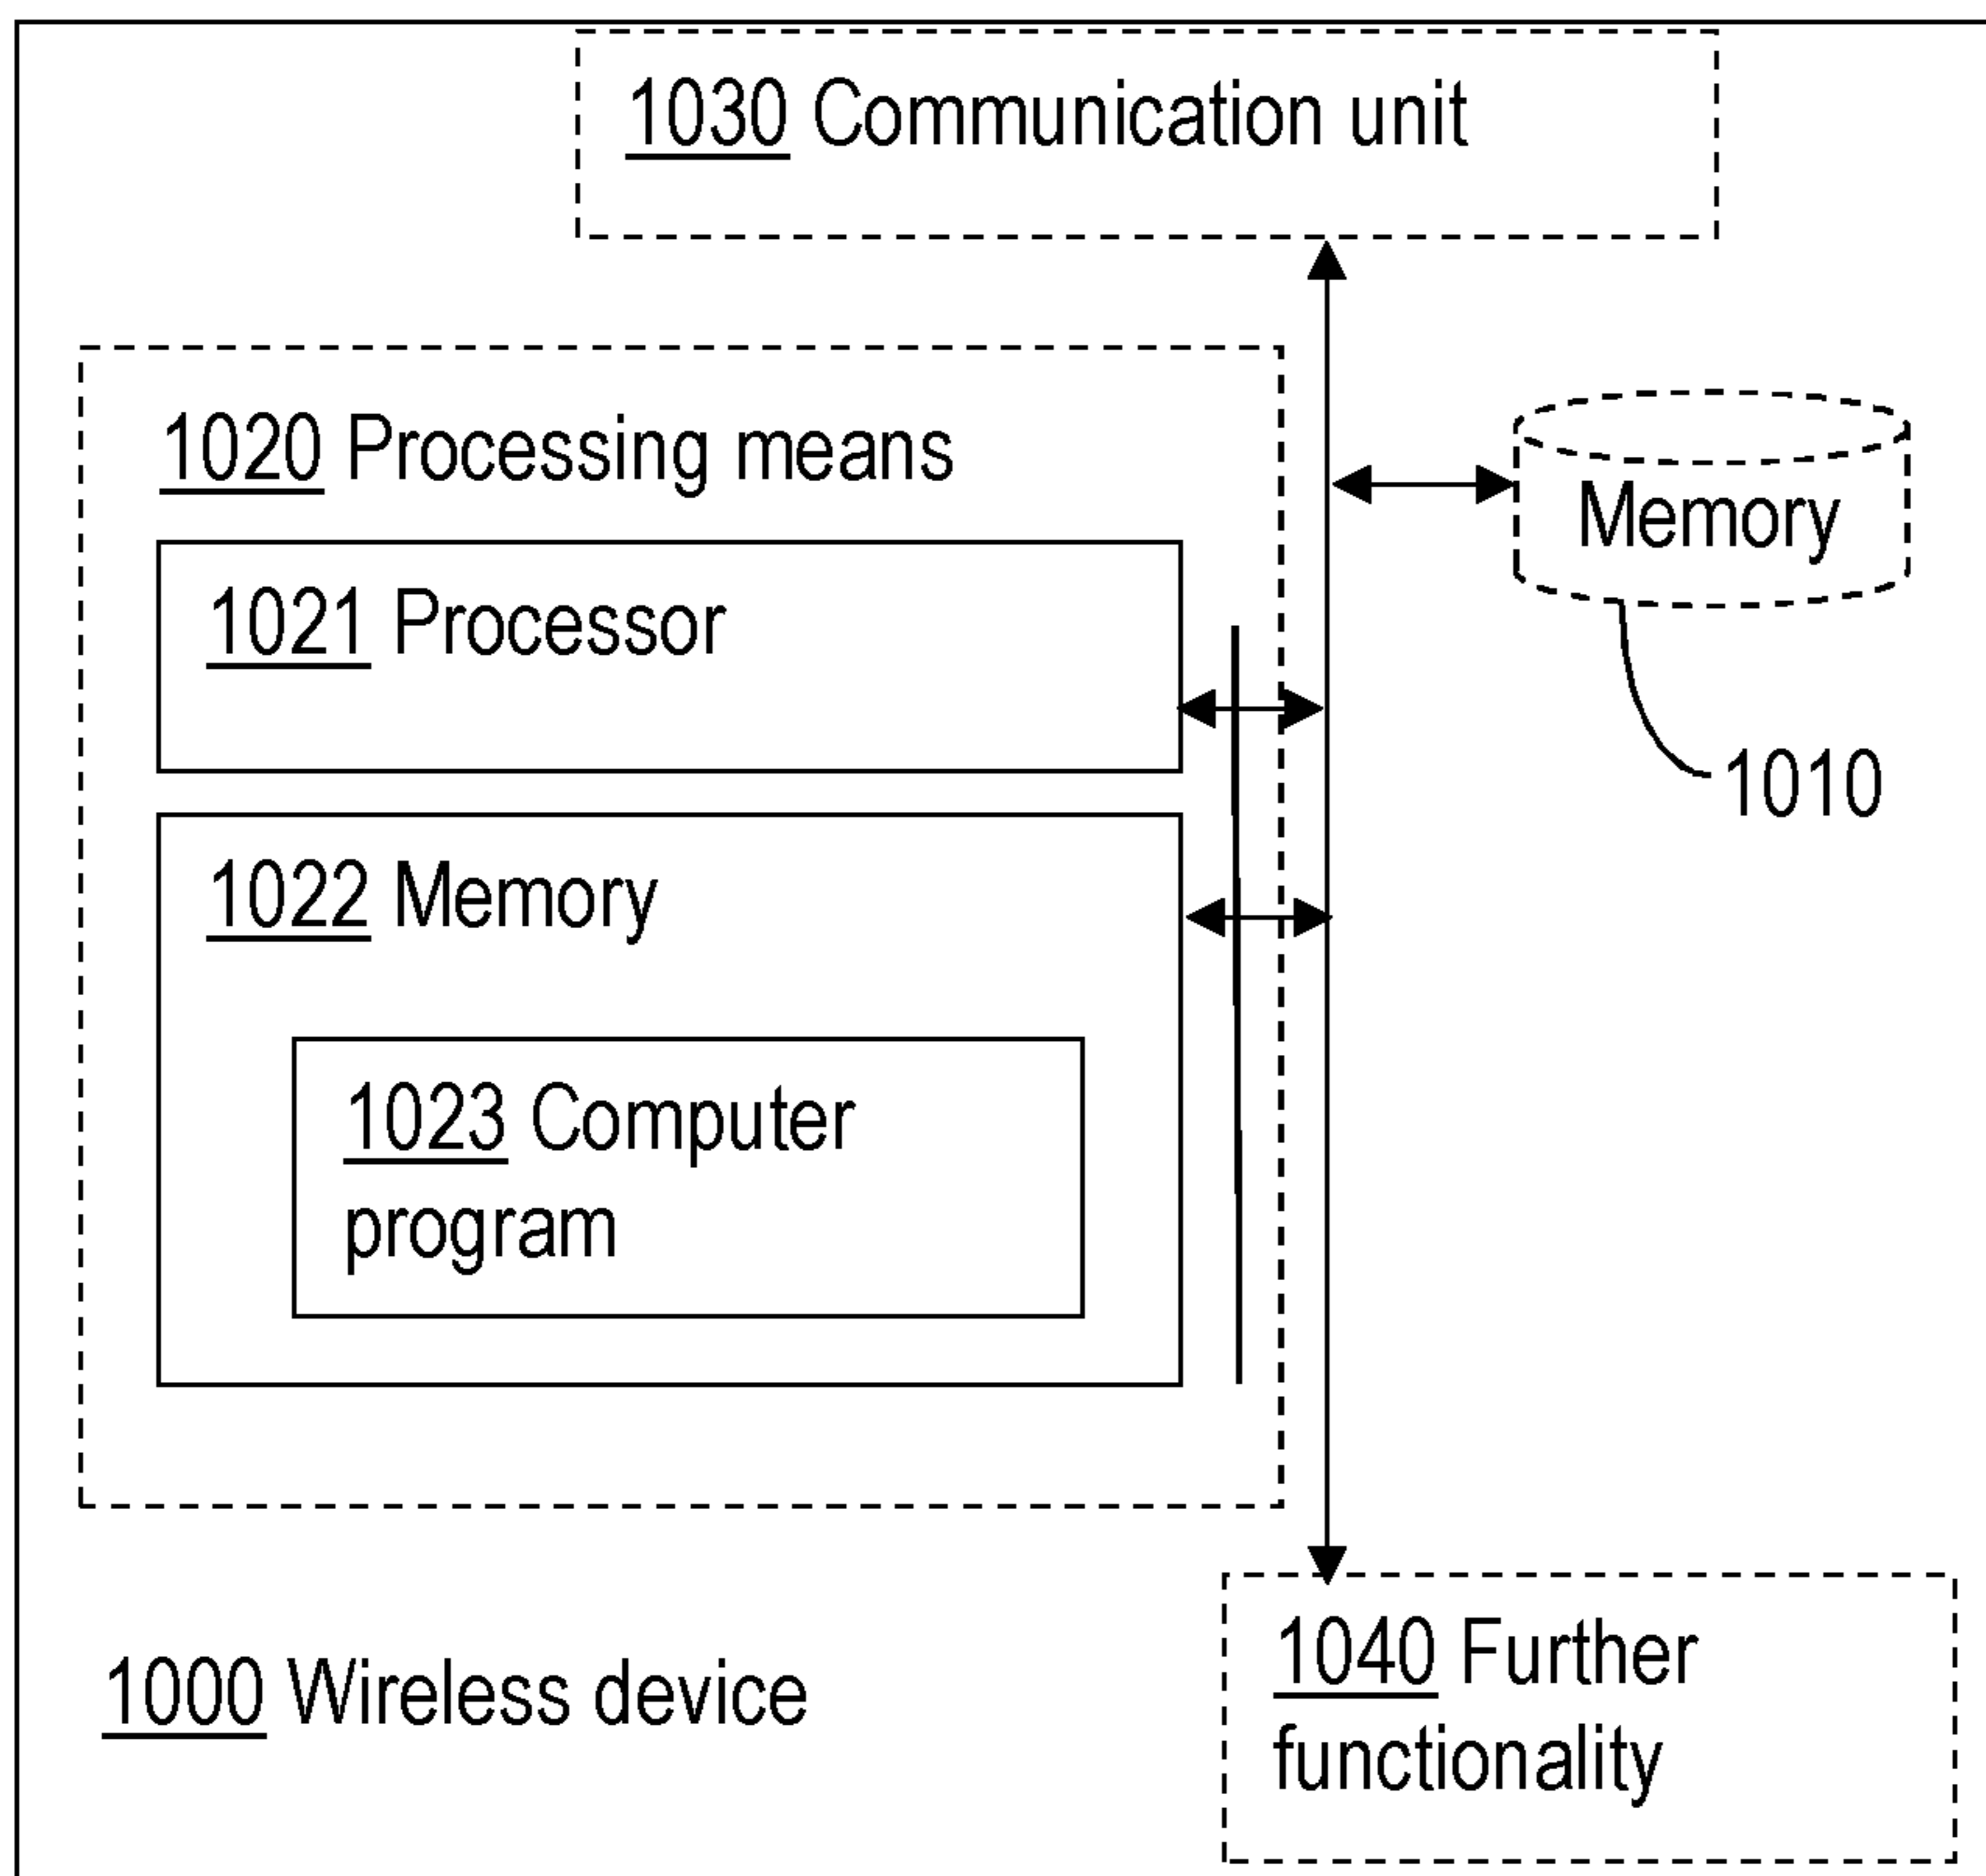 1030 Communication unit
1020 Processing means
Memory
1021 Processor
1010
1022 Memory
1023 Computer
program
1040 Further
functionality
1000 Wireless device